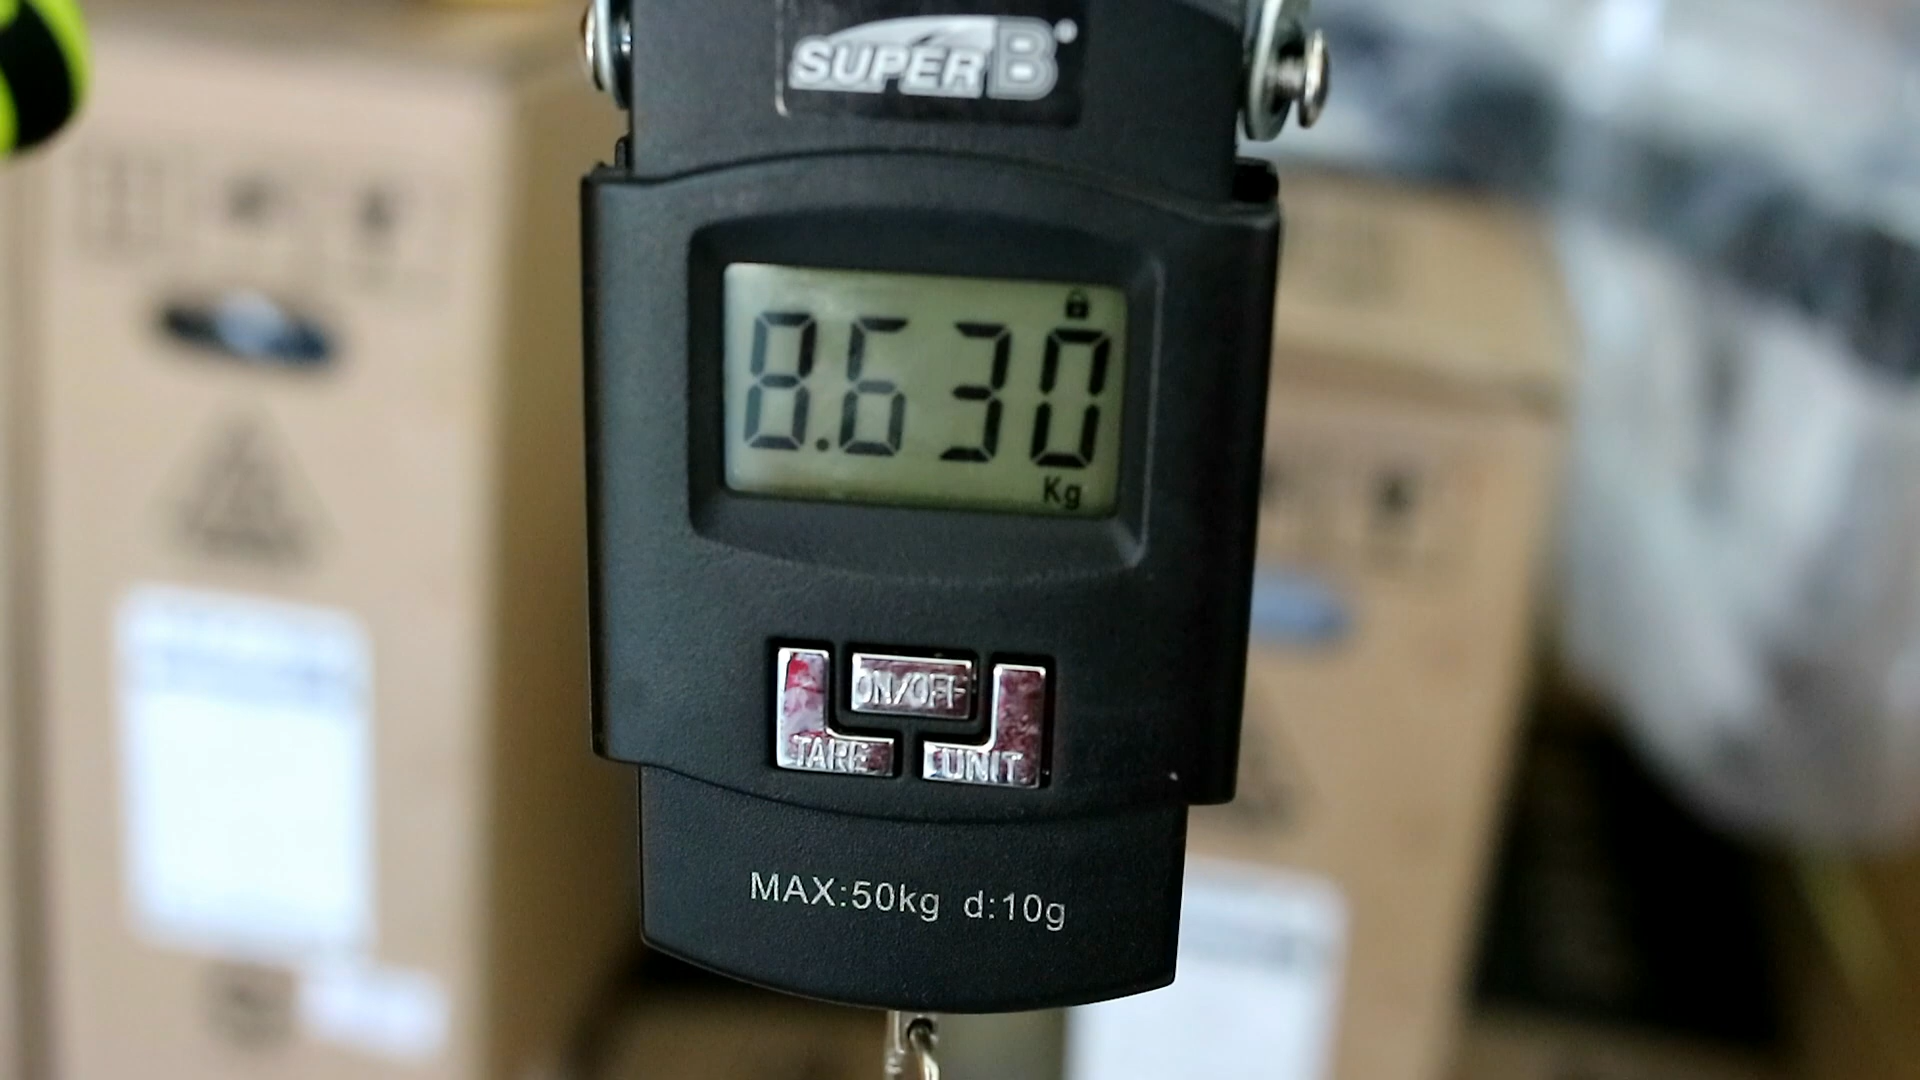 SUPER B
8.630
Kg
ON/OFF
TARE
UNIT
MAX:50kg d:10g